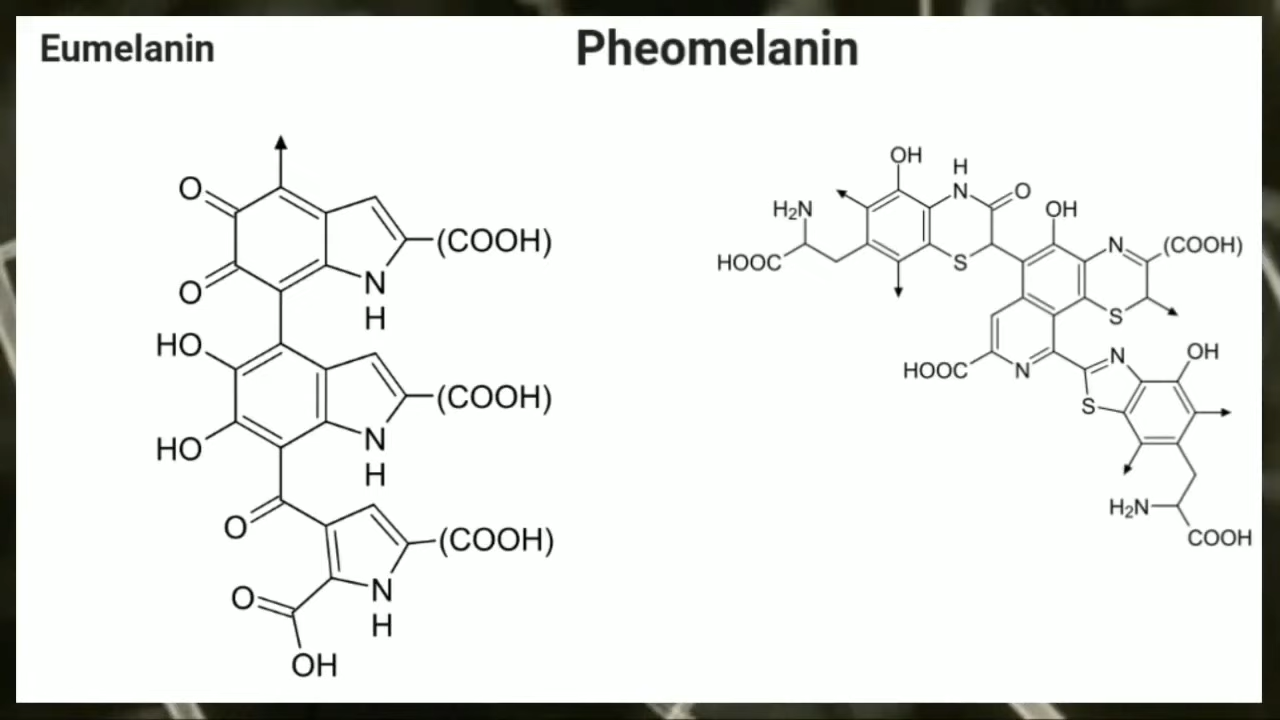 Eumelanin
Pheomelanin
O
O
(COOH)
N
H
HO
HO
(COOH)
N
H
O
(COOH)
N
H
O
OH
OH
H
N
O
H₂N
HOOC
S
OH
N
(COOH)
S
HOOC
N
N
OH
S
H₂N
COOH